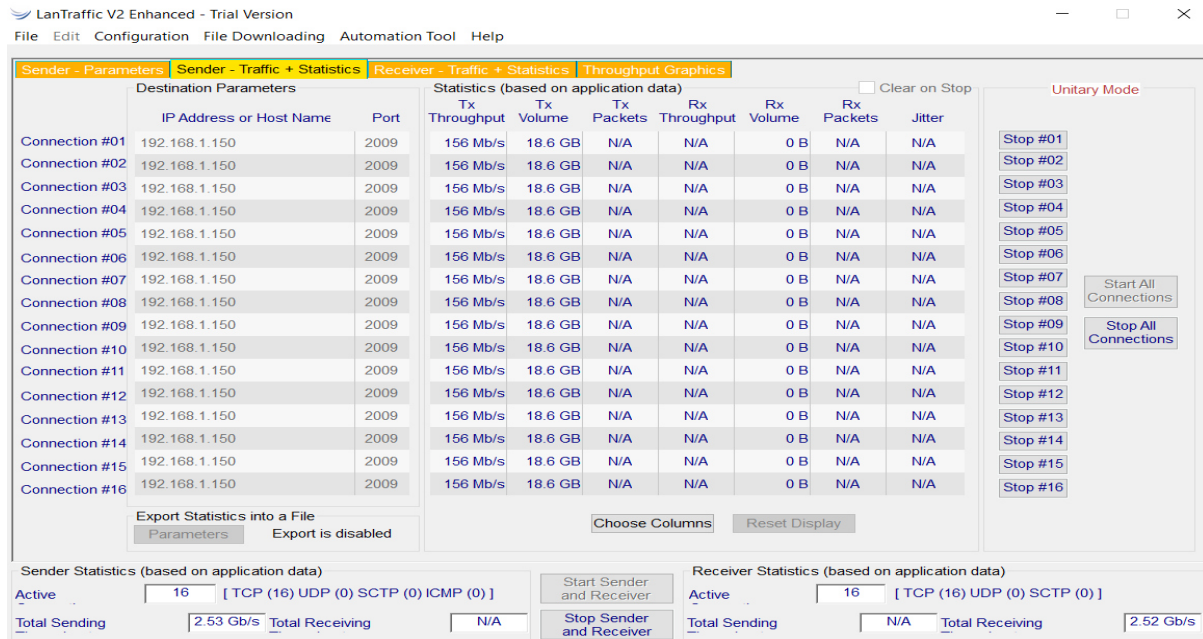 LanTraffic V2 Enhanced - Trial Version
File Edit Configuration File Downloading Automation Tool Help
Sender - Parameters Sender - Traffic + Statistics Receiver - Traffic + Statistics Throughput Graphics
Destination Parameters Statistics (based on application data) Clear on Stop Unitary Mode
Tx Tx Tx Rx Rx Rx
IP Address or Host Name Port Throughput Volume Packets Throughput Volume Packets Jitter
Connection #01 192.168.1.150 2009 156 Mb/s 18.6 GB N/A N/A 0 B N/A N/A Stop #01
Connection #02 192.168.1.150 2009 156 Mb/s 18.6 GB N/A N/A 0 B N/A N/A Stop #02
Connection #03 192.168.1.150 2009 156 Mb/s 18.6 GB N/A N/A 0 B N/A N/A Stop #03
Connection #04 192.168.1.150 2009 156 Mb/s 18.6 GB N/A N/A 0 B N/A N/A Stop #04
Connection #05 192.168.1.150 2009 156 Mb/s 18.6 GB N/A N/A 0 B N/A N/A Stop #05
Connection #06 192.168.1.150 2009 156 Mb/s 18.6 GB N/A N/A 0 B N/A N/A Stop #06
Connection #07 192.168.1.150 2009 156 Mb/s 18.6 GB N/A N/A 0 B N/A N/A Stop #07 Start All
Connection #08 192.168.1.150 2009 156 Mb/s 18.6 GB N/A N/A 0 B N/A N/A Stop #08 Connections
Connection #09 192.168.1.150 2009 156 Mb/s 18.6 GB N/A N/A 0 B N/A N/A Stop #09 Stop All
Connection #10 192.168.1.150 2009 156 Mb/s 18.6 GB N/A N/A 0 B N/A N/A Stop #10 Connections
Connection #11 192.168.1.150 2009 156 Mb/s 18.6 GB N/A N/A 0 B N/A N/A Stop #11
Connection #12 192.168.1.150 2009 156 Mb/s 18.6 GB N/A N/A 0 B N/A N/A Stop #12
Connection #13 192.168.1.150 2009 156 Mb/s 18.6 GB N/A N/A 0 B N/A N/A Stop #13
Connection #14 192.168.1.150 2009 156 Mb/s 18.6 GB N/A N/A 0 B N/A N/A Stop #14
Connection #15 192.168.1.150 2009 156 Mb/s 18.6 GB N/A N/A 0 B N/A N/A Stop #15
Connection #16 192.168.1.150 2009 156 Mb/s 18.6 GB N/A N/A 0 B N/A N/A Stop #16
Export Statistics into a File
Parameters Export is disabled Choose Columns Reset Display
Sender Statistics (based on application data) Receiver Statistics (based on application data)
Start Sender
and Receiver
Active 16 [ TCP (16) UDP (0) SCTP (0) ICMP (0) ] Active 16 [ TCP (16) UDP (0) SCTP (0) ]
Stop Sender
and Receiver
Total Sending 2.53 Gb/s Total Receiving N/A Total Sending N/A Total Receiving 2.52 Gb/s